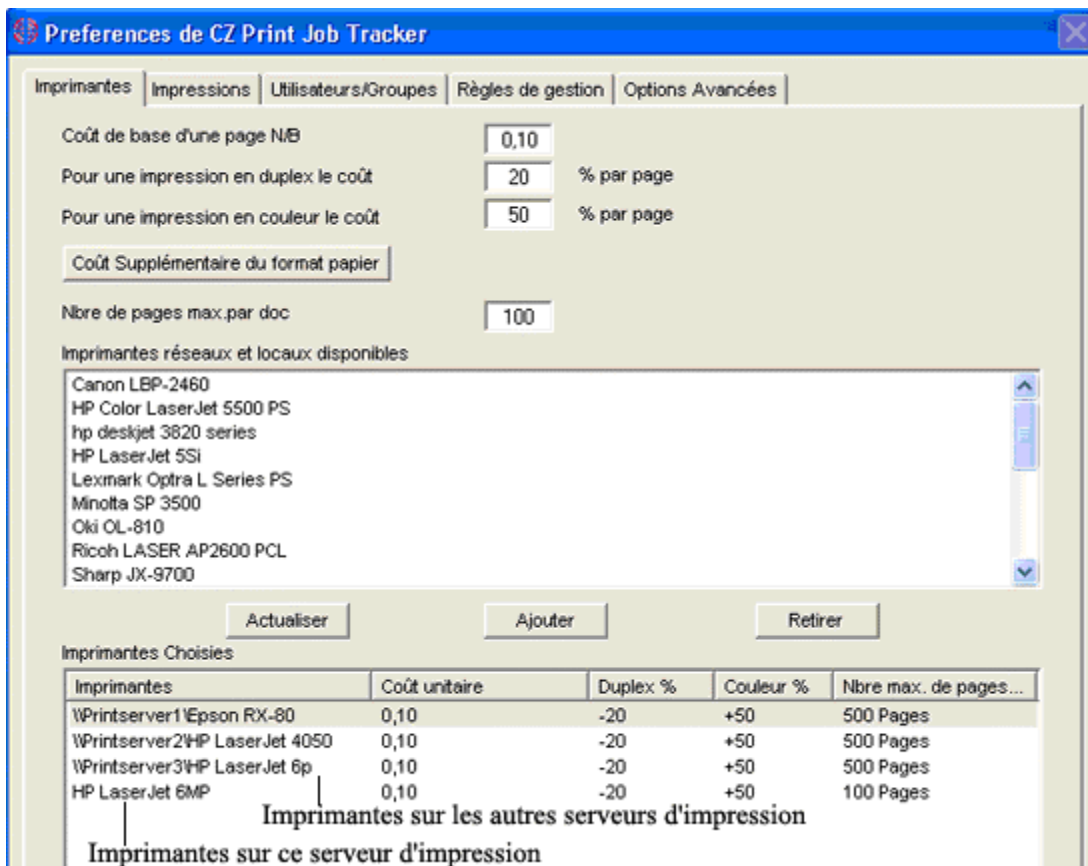 Preferences de CZ Print Job Tracker
Imprimantes Impressions Utilisateurs/Groupes Règles de gestion Options Avancées
Coût de base d'une page N/B 0,10
Pour une impression en duplex le coût 20 % par page
Pour une impression en couleur le coût 50 % par page
Coût Supplémentaire du format papier
Nbre de pages max.par doc 100
Imprimantes réseaux et locaux disponibles
Canon LBP-2460
HP Color LaserJet 5500 PS
hp deskjet 3820 series
HP LaserJet 5Si
Lexmark Optra L Series PS
Minolta SP 3500
Oki OL-810
Ricoh LASER AP2600 PCL
Sharp JX-9700
Actualiser Ajouter Retirer
Imprimantes Choisies
Imprimantes Coût unitaire Duplex % Couleur % Nbre max. de pages...
\\Printserver1\Epson RX-80 0,10 -20 +50 500 Pages
\\Printserver2\HP LaserJet 4050 0,10 -20 +50 500 Pages
\\Printserver3\HP LaserJet 6p 0,10 -20 +50 500 Pages
HP LaserJet 6MP 0,10 -20 +50 100 Pages
Imprimantes sur les autres serveurs d'impression
Imprimantes sur ce serveur d'impression